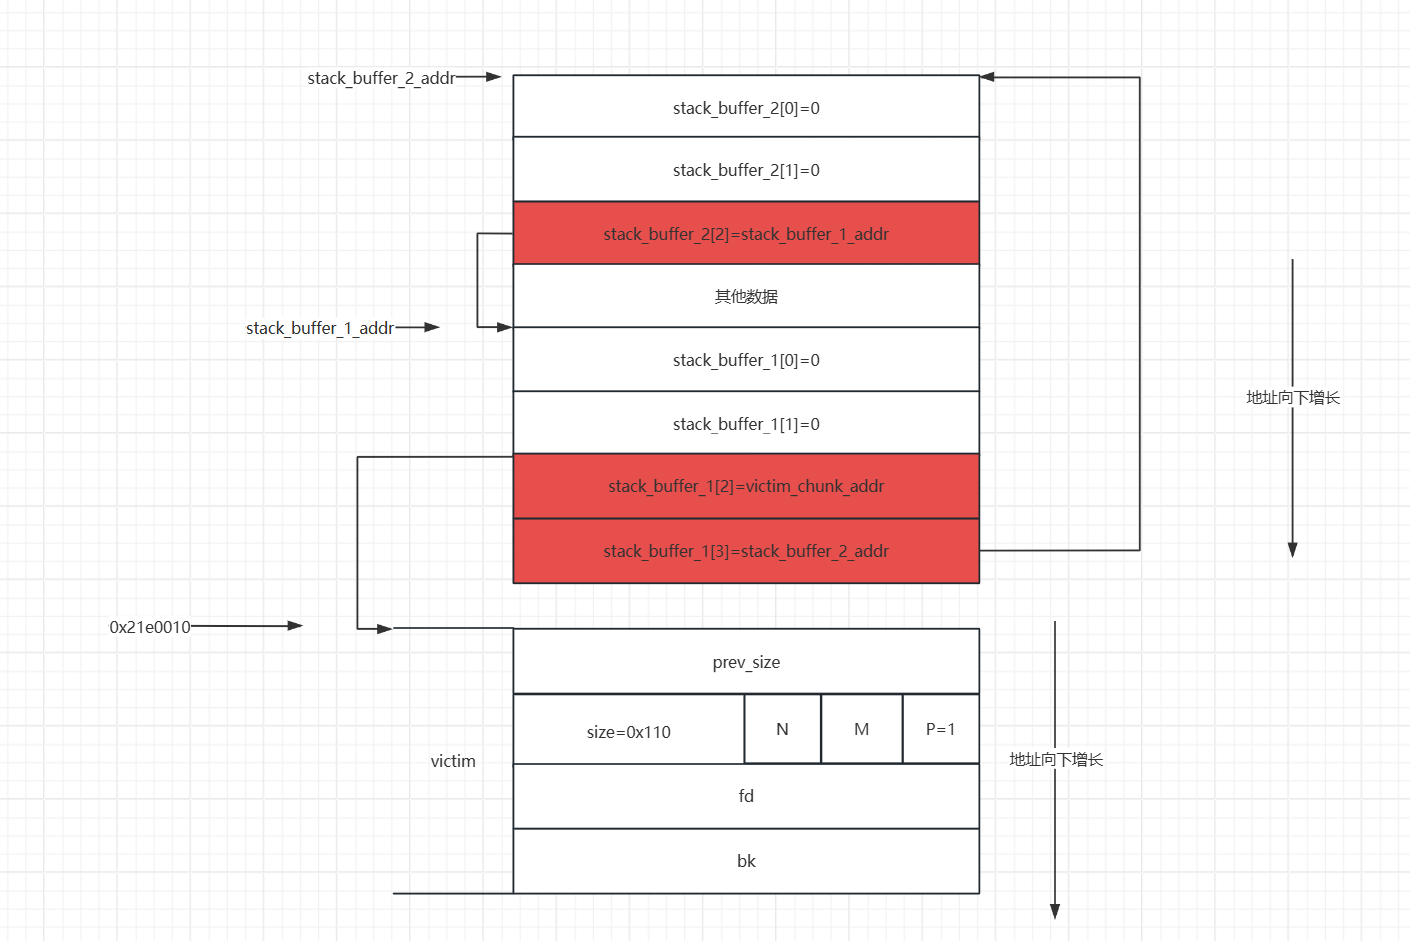 stack_buffer_2_addr
stack_buffer_2[0]=0
stack_buffer_2[1]=0
stack_buffer_2[2]=stack_buffer_1_addr
其他数据
stack_buffer_1_addr
stack_buffer_1[0]=0
地址向下增长
stack_buffer_1[1]=0
stack_buffer_1[2]=victim_chunk_addr
stack_buffer_1[3]=stack_buffer_2_addr
0x21e0010
prev_size
size=0x110
N
M
P=1
victim
地址向下增长
fd
bk